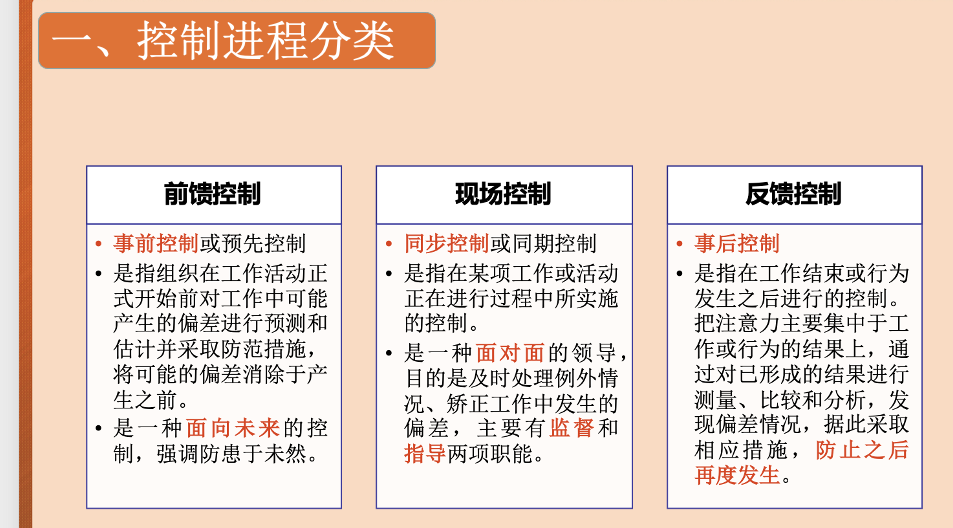 一、控制进程分类
前馈控制
• 事前控制或预先控制
• 是指组织在工作活动正
式开始前对工作中可能
产生的偏差进行预测和
估计并采取防范措施，
将可能的偏差消除于产
生之前。
• 是一种面向未来的控
制，强调防患于未然。
现场控制
• 同步控制或同期控制
• 是指在某项工作或活动
正在进行过程中所实施
的控制。
• 是一种面对面的领导，
目的是及时处理例外情
况、矫正工作中发生的
偏差，主要有监督和
指导两项职能。
反馈控制
• 事后控制
• 是指在工作结束或行为
发生之后进行的控制。
把注意力主要集中于工
作或行为的结果上，通
过对已形成的结果进行
测量、比较和分析，发
现偏差情况，据此采取
相应措施，防止之后
再度发生。